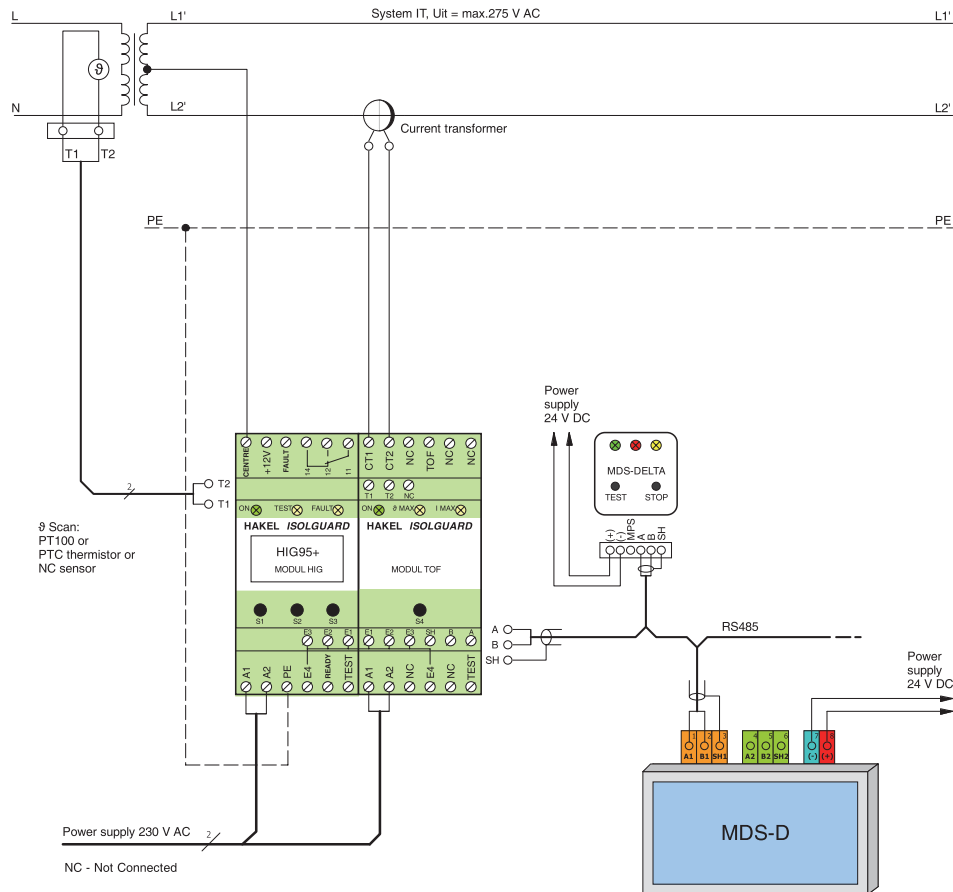 L
L1'
System IT, Uit = max.275 V AC
L1'
ϑ
N
L2'
L2'
Current transformer
T1
T2
PE
PE
Power
supply
24 V DC
CENTRE
+12V
FAULT
14
12
11
CT1
CT2
NC
TOF
NC
NC
MDS-DELTA
TEST
STOP
2
T2
T1
T1
T2
NC
ON
TEST
FAULT
ON
ϑ MAX
I MAX
(+)
(-)
MPS
A
B
SH
ϑ Scan:
PT100 or
PTC thermistor or
NC sensor
HAKEL ISOLGUARD
HAKEL ISOLGUARD
HIG95+
MODUL HIG
MODUL TOF
S1
S2
S3
S4
E3
E2
E1
E1
E2
E3
SH
B
A
A
B
SH
RS485
A1
A2
PE
E4
READY
TEST
A1
A2
NC
E4
NC
TEST
Power
supply
24 V DC
1
2
3
4
5
6
7
8
A1
B1
SH1
A2
B2
SH2
(-)
(+)
MDS-D
Power supply 230 V AC
2
NC - Not Connected